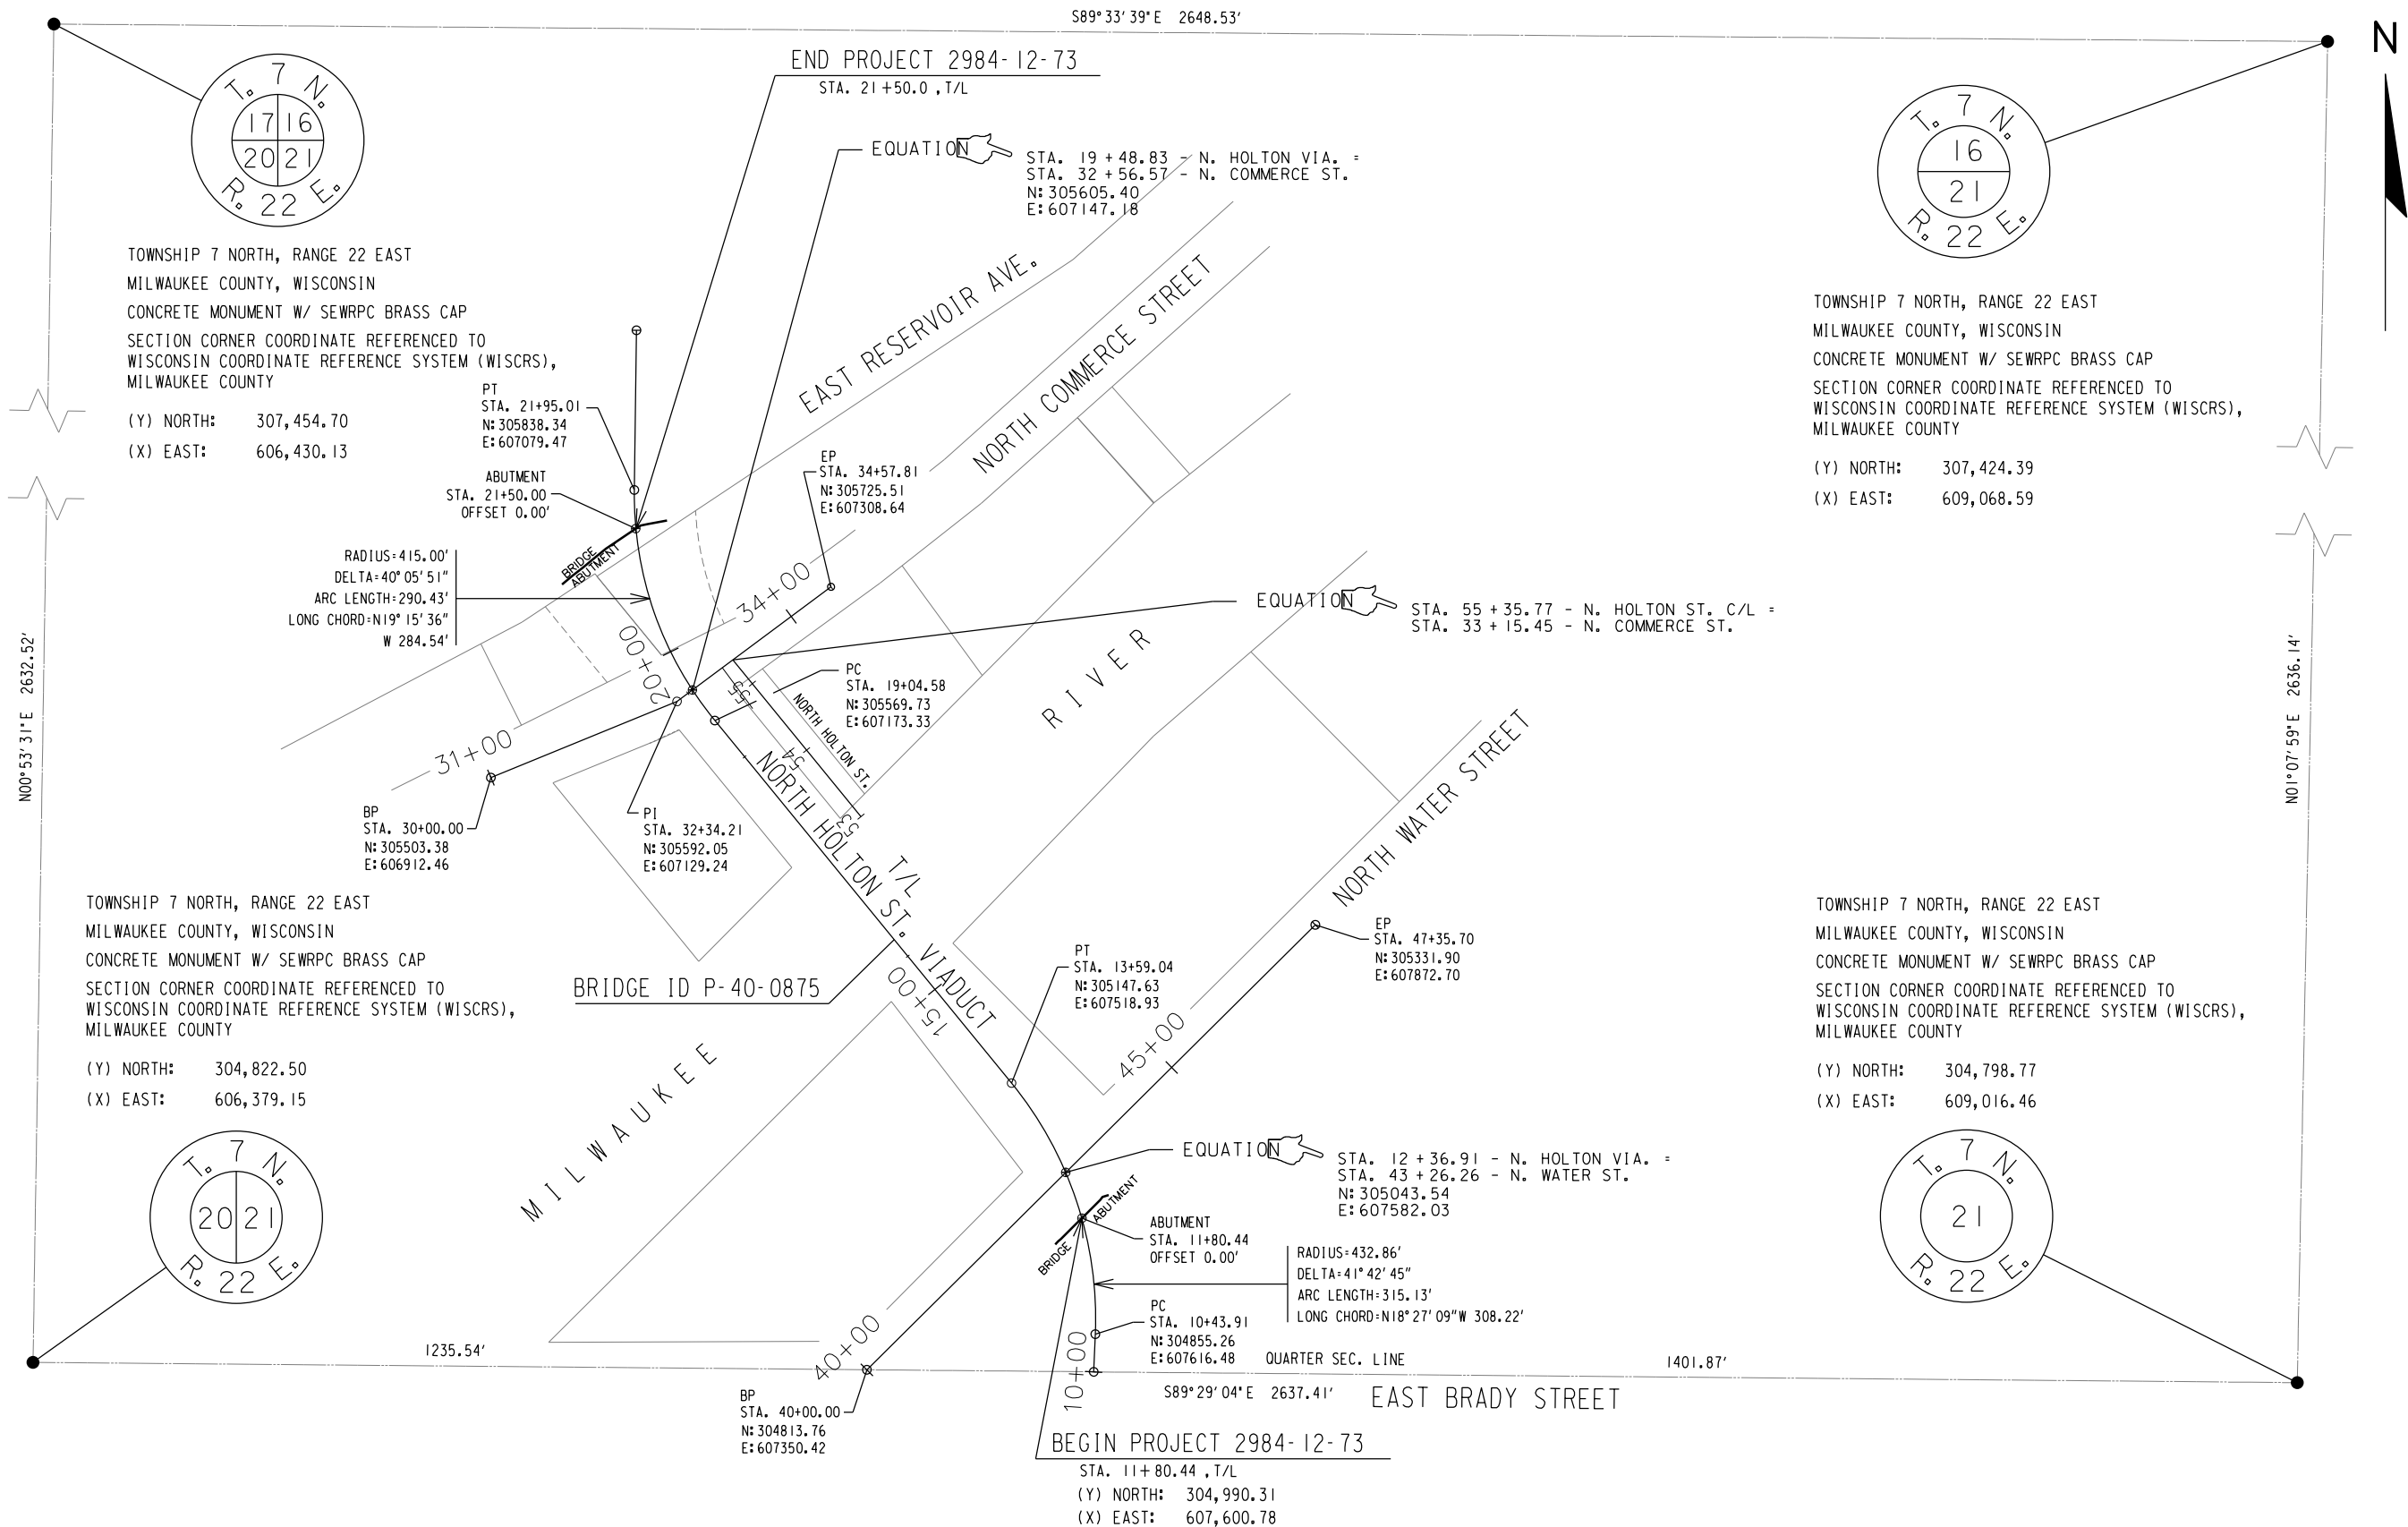 S89°33'39"E 2648.53'
N
END PROJECT 2984-12-73
STA. 21+50.0 , T/L
T. 7 N.
17 16
20 21
R. 22 E.
T. 7 N.
16
21
R. 22 E.
EQUATION
STA. 19 + 48.83 - N. HOLTON VIA. =
STA. 32 + 56.57 - N. COMMERCE ST.
N: 305605.40
E: 607147.18
TOWNSHIP 7 NORTH, RANGE 22 EAST
MILWAUKEE COUNTY, WISCONSIN
CONCRETE MONUMENT W/ SEWRPC BRASS CAP
SECTION CORNER COORDINATE REFERENCED TO
WISCONSIN COORDINATE REFERENCE SYSTEM (WISCRS),
MILWAUKEE COUNTY
(Y) NORTH: 307,454.70
(X) EAST: 606,430.13
TOWNSHIP 7 NORTH, RANGE 22 EAST
MILWAUKEE COUNTY, WISCONSIN
CONCRETE MONUMENT W/ SEWRPC BRASS CAP
SECTION CORNER COORDINATE REFERENCED TO
WISCONSIN COORDINATE REFERENCE SYSTEM (WISCRS),
MILWAUKEE COUNTY
(Y) NORTH: 307,424.39
(X) EAST: 609,068.59
EAST RESERVOIR AVE.
NORTH COMMERCE STREET
PT
STA. 21+95.01
N: 305838.34
E: 607079.47
ABUTMENT
STA. 21+50.00
OFFSET 0.00'
EP
STA. 34+57.81
N: 305725.51
E: 607308.64
BRIDGE
ABUTMENT
RADIUS=415.00'
DELTA=40°05'51"
ARC LENGTH=290.43'
LONG CHORD=N19°15'36"
W 284.54'
34+00
20+00
31+00
EQUATION
STA. 55 + 35.77 - N. HOLTON ST. C/L =
STA. 33 + 15.45 - N. COMMERCE ST.
N00°53'31"E 2632.52'
N01°07'59"E 2636.14'
PC
STA. 19+04.58
N: 305569.73
E: 607173.33
55
54
53
NORTH HOLTON ST.
RIVER
NORTH WATER STREET
BP
STA. 30+00.00
N: 305503.38
E: 606912.46
PI
STA. 32+34.21
N: 305592.05
E: 607129.24
T/L
NORTH HOLTON ST. VIADUCT
15+00
BRIDGE ID P-40-0875
MILWAUKEE
TOWNSHIP 7 NORTH, RANGE 22 EAST
MILWAUKEE COUNTY, WISCONSIN
CONCRETE MONUMENT W/ SEWRPC BRASS CAP
SECTION CORNER COORDINATE REFERENCED TO
WISCONSIN COORDINATE REFERENCE SYSTEM (WISCRS),
MILWAUKEE COUNTY
(Y) NORTH: 304,822.50
(X) EAST: 606,379.15
T. 7 N.
20 21
R. 22 E.
EP
STA. 47+35.70
N: 305331.90
E: 607872.70
PT
STA. 13+59.04
N: 305147.63
E: 607518.93
45+00
TOWNSHIP 7 NORTH, RANGE 22 EAST
MILWAUKEE COUNTY, WISCONSIN
CONCRETE MONUMENT W/ SEWRPC BRASS CAP
SECTION CORNER COORDINATE REFERENCED TO
WISCONSIN COORDINATE REFERENCE SYSTEM (WISCRS),
MILWAUKEE COUNTY
(Y) NORTH: 304,798.77
(X) EAST: 609,016.46
T. 7 N.
21
R. 22 E.
EQUATION
STA. 12 + 36.91 - N. HOLTON VIA. =
STA. 43 + 26.26 - N. WATER ST.
N: 305043.54
E: 607582.03
BRIDGE
ABUTMENT
ABUTMENT
STA. 11+80.44
OFFSET 0.00'
RADIUS=432.86'
DELTA=41°42'45"
ARC LENGTH=315.13'
LONG CHORD=N18°27'09"W 308.22'
PC
STA. 10+43.91
N: 304855.26
E: 607616.48
QUARTER SEC. LINE
1235.54'
1401.87'
40+00
10+00
S89°29'04"E 2637.41'
EAST BRADY STREET
BP
STA. 40+00.00
N: 304813.76
E: 607350.42
BEGIN PROJECT 2984-12-73
STA. 11+80.44 , T/L
(Y) NORTH: 304,990.31
(X) EAST: 607,600.78